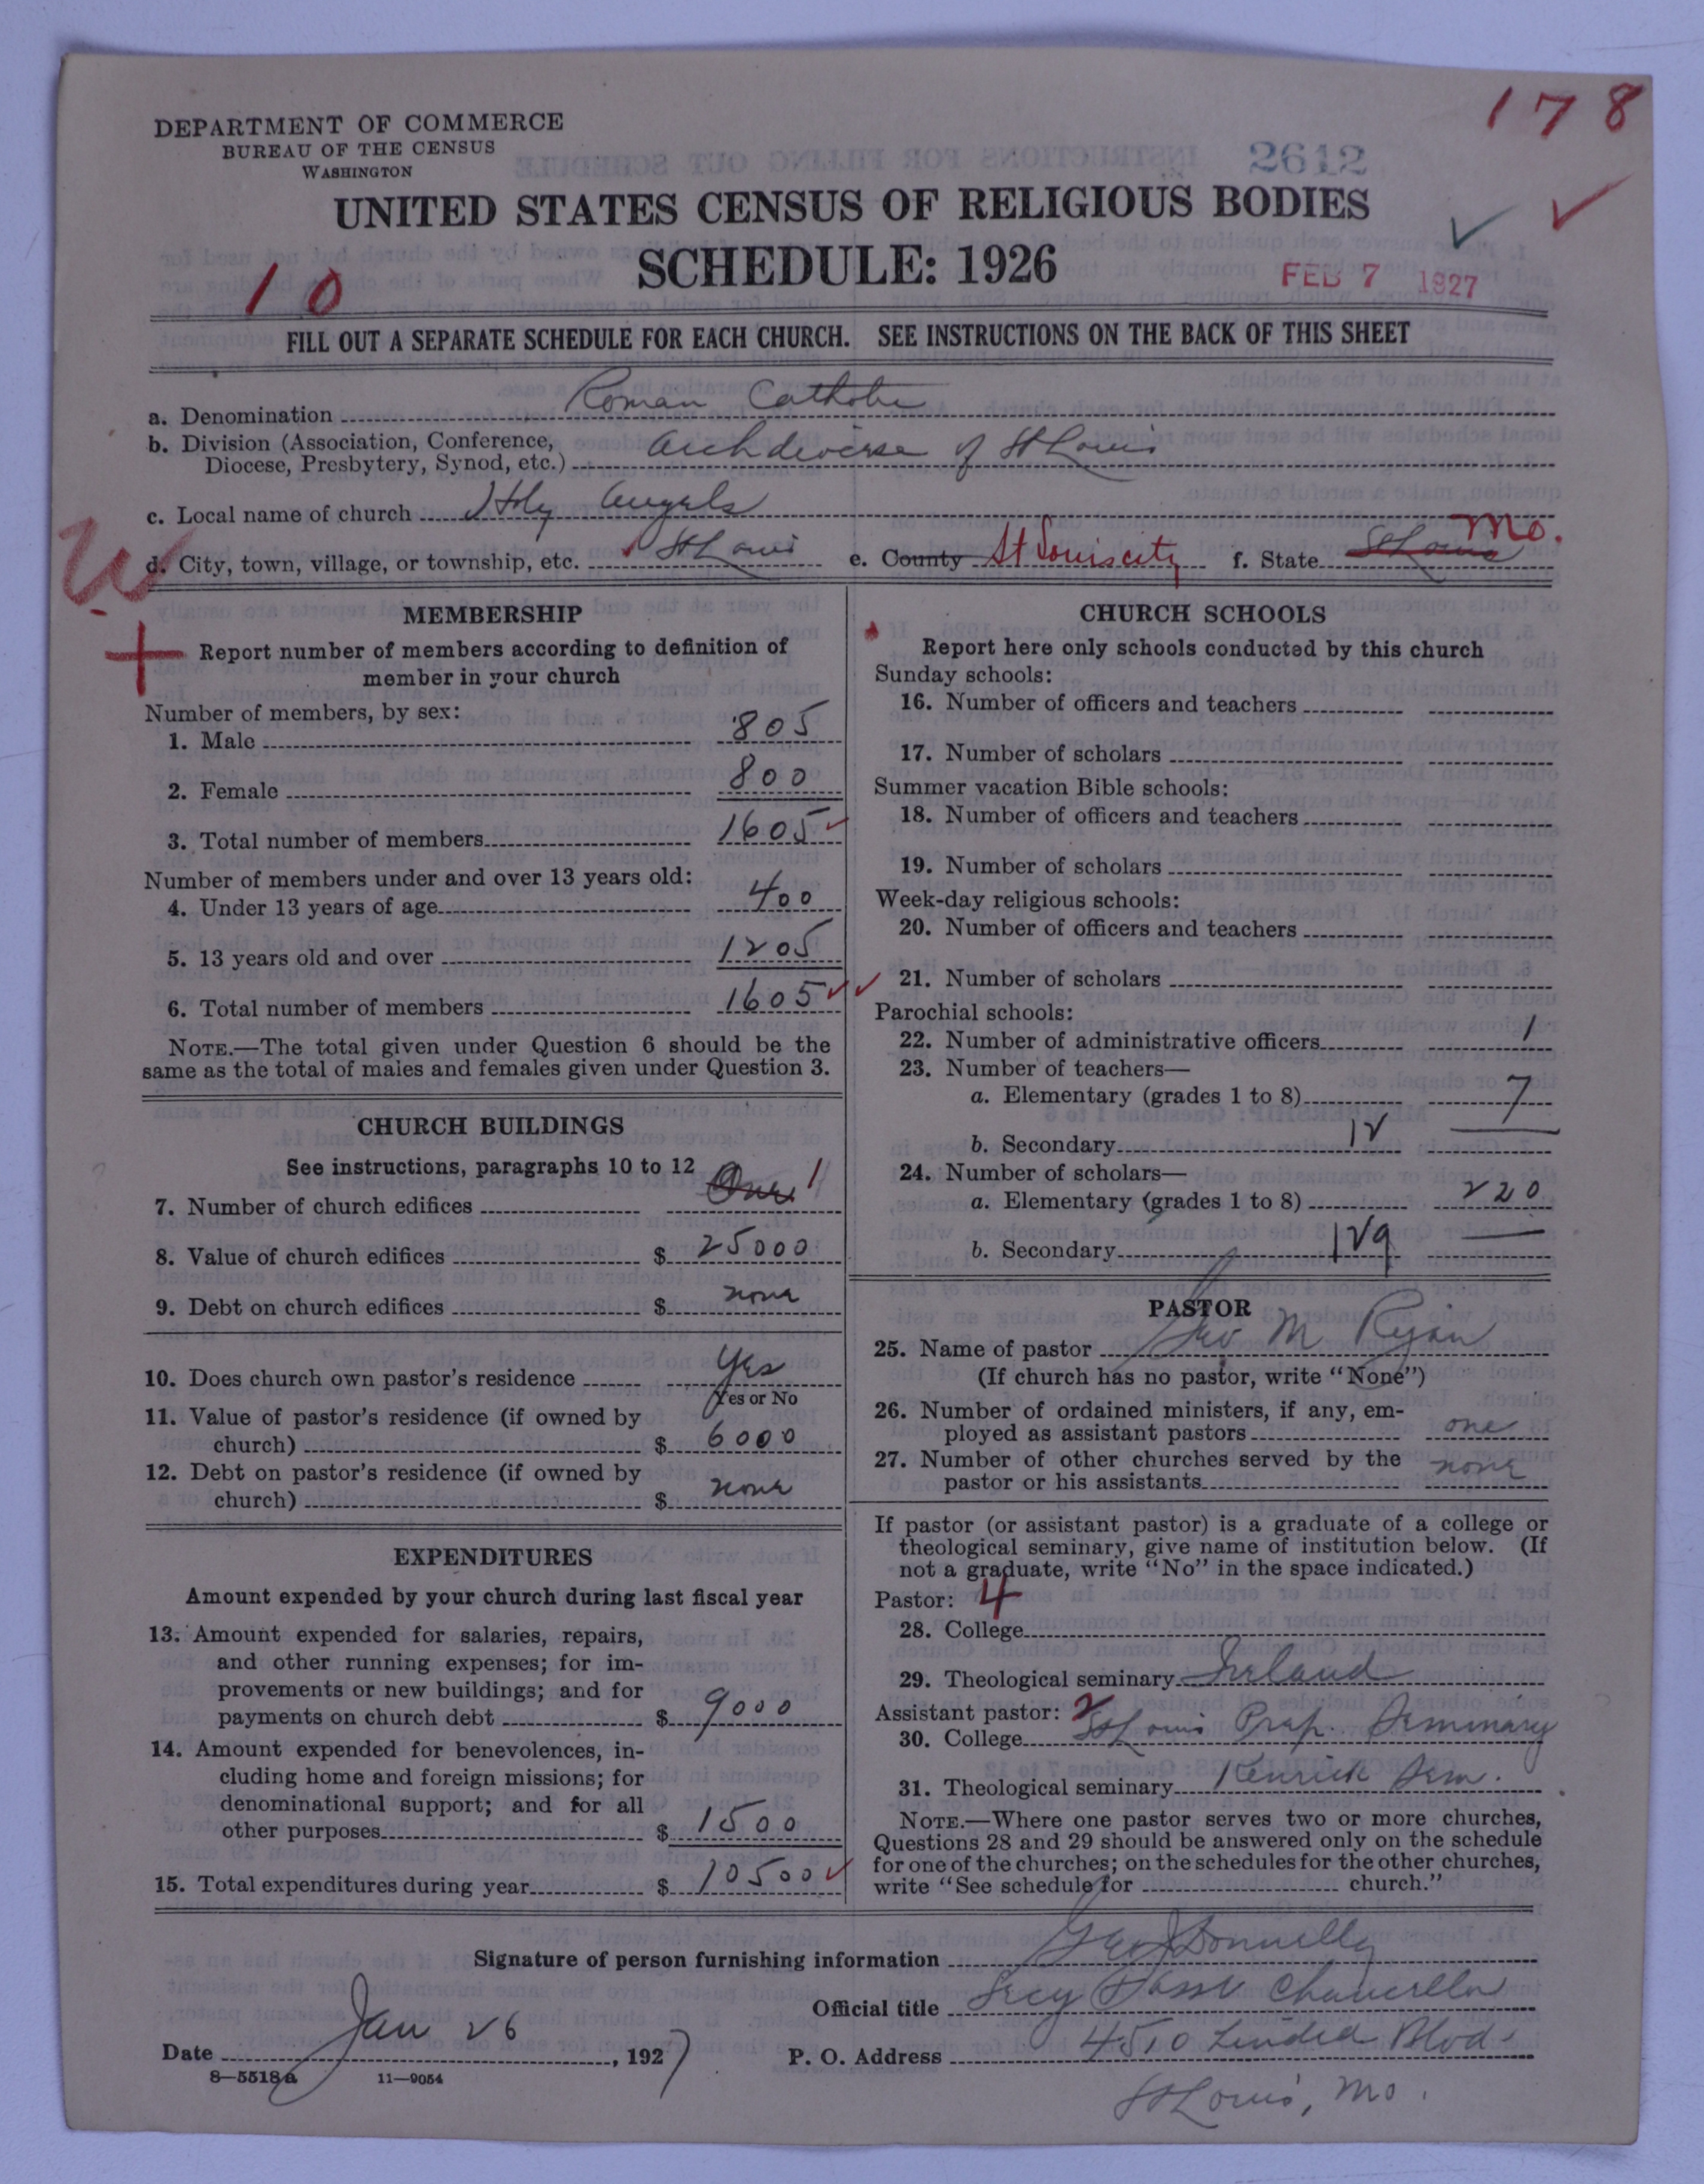 178
DEPARTMENT OF COMMERCE
BUREAU OF THE CENSUS
WASHINGTON
2612
UNITED STATES CENSUS OF RELIGIOUS BODIES
SCHEDULE: 1926
10
FEB 7 1927
FILL OUT A SEPARATE SCHEDULE FOR EACH CHURCH. SEE INSTRUCTIONS ON THE BACK OF THIS SHEET
a. Denomination Roman Catholic
b. Division (Association, Conference,
Diocese, Presbytery, Synod, etc.) Archdiocese of St Louis
c. Local name of church Holy Angels
W
d. City, town, village, or township, etc. St Louis e. County St Louis city f. State St Louis Mo.
MEMBERSHIP
Report number of members according to definition of
member in your church
Number of members, by sex:
1. Male 805
2. Female 800
3. Total number of members 1605
Number of members under and over 13 years old:
4. Under 13 years of age 400
5. 13 years old and over 1205
6. Total number of members 1605
NOTE.—The total given under Question 6 should be the
same as the total of males and females given under Question 3.
CHURCH BUILDINGS
See instructions, paragraphs 10 to 12
7. Number of church edifices One 1
8. Value of church edifices $ 25000
9. Debt on church edifices $ none
10. Does church own pastor's residence Yes
Yes or No
11. Value of pastor's residence (if owned by
church) $ 6000
12. Debt on pastor's residence (if owned by
church) $ none
EXPENDITURES
Amount expended by your church during last fiscal year
13. Amount expended for salaries, repairs,
and other running expenses; for im-
provements or new buildings; and for
payments on church debt $ 9000
14. Amount expended for benevolences, in-
cluding home and foreign missions; for
denominational support; and for all
other purposes $ 1500
15. Total expenditures during year $ 10500
CHURCH SCHOOLS
Report here only schools conducted by this church
Sunday schools:
16. Number of officers and teachers
17. Number of scholars
Summer vacation Bible schools:
18. Number of officers and teachers
19. Number of scholars
Week-day religious schools:
20. Number of officers and teachers
21. Number of scholars
Parochial schools:
22. Number of administrative officers 1
23. Number of teachers—
a. Elementary (grades 1 to 8) 7
b. Secondary 12 —
24. Number of scholars—
a. Elementary (grades 1 to 8) 220
b. Secondary 129 —
PASTOR
25. Name of pastor Geo M Ryan
(If church has no pastor, write "None")
26. Number of ordained ministers, if any, em-
ployed as assistant pastors one
27. Number of other churches served by the
pastor or his assistants none
If pastor (or assistant pastor) is a graduate of a college or
theological seminary, give name of institution below. (If
not a graduate, write "No" in the space indicated.)
Pastor: 4
28. College
29. Theological seminary Ireland
Assistant pastor: 2
30. College St Louis Prep. Seminary
31. Theological seminary Kenrick Sem.
NOTE.—Where one pastor serves two or more churches,
Questions 28 and 29 should be answered only on the schedule
for one of the churches; on the schedules for the other churches,
write "See schedule for church."
Signature of person furnishing information Geo J Donnelly
Official title Secy Asst Chancellor
Date Jan 26, 1927 P. O. Address 4510 Lindell Blvd.
8—5518a 11—9054
St Louis, Mo.